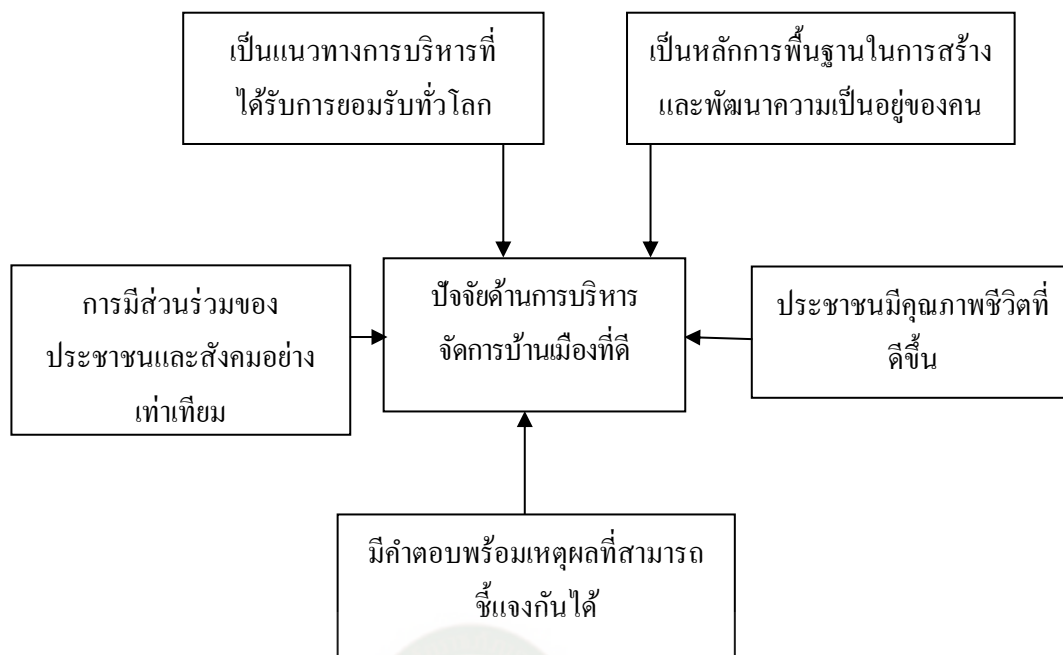 เป็นแนวทางการบริหารที่
ได้รับการยอมรับทั่วโลก
เป็นหลักการพื้นฐานในการสร้าง
และพัฒนาความเป็นอยู่ของคน
การมีส่วนร่วมของ
ประชาชนและสังคมอย่าง
เท่าเทียม
ปัจจัยด้านการบริหาร
จัดการบ้านเมืองที่ดี
ประชาชนมีคุณภาพชีวิตที่
ดีขึ้น
มีคำตอบพร้อมเหตุผลที่สามารถ
ชี้แจงกันได้